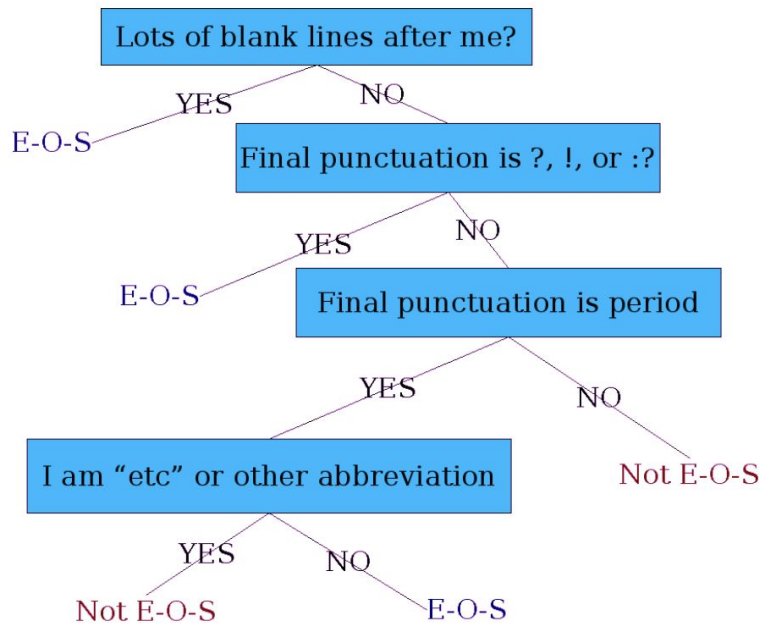 Lots of blank lines after me?
YES
NO
E-O-S
Final punctuation is ?, !, or :?
YES
NO
E-O-S
Final punctuation is period
YES
NO
I am “etc” or other abbreviation
Not E-O-S
YES
NO
Not E-O-S
E-O-S